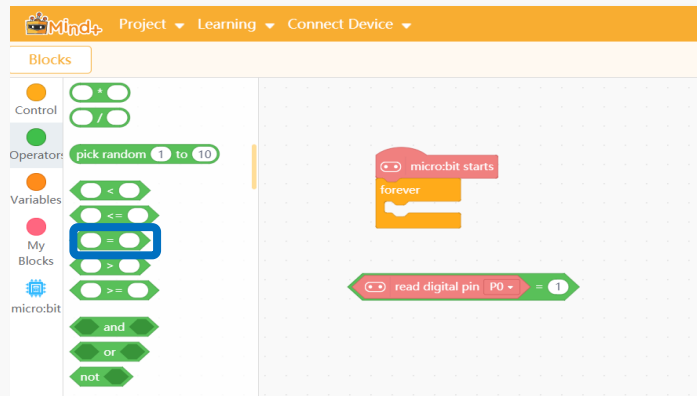 Mind+ Project Learning Connect Device
Blocks
Control
Operators
Variables
My
Blocks
micro:bit
*
/
pick random 1 to 10
<
<=
=
>
>=
and
or
not
micro:bit starts
forever
read digital pin P0 = 1